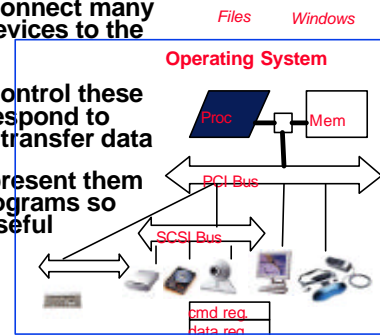 onnect many
evices to the
ontrol these
espond to
transfer data
resent them
ograms so
seful
Files Windows
Operating System
Proc
Mem
PCI Bus
SCSI Bus
cmd reg.
data reg.